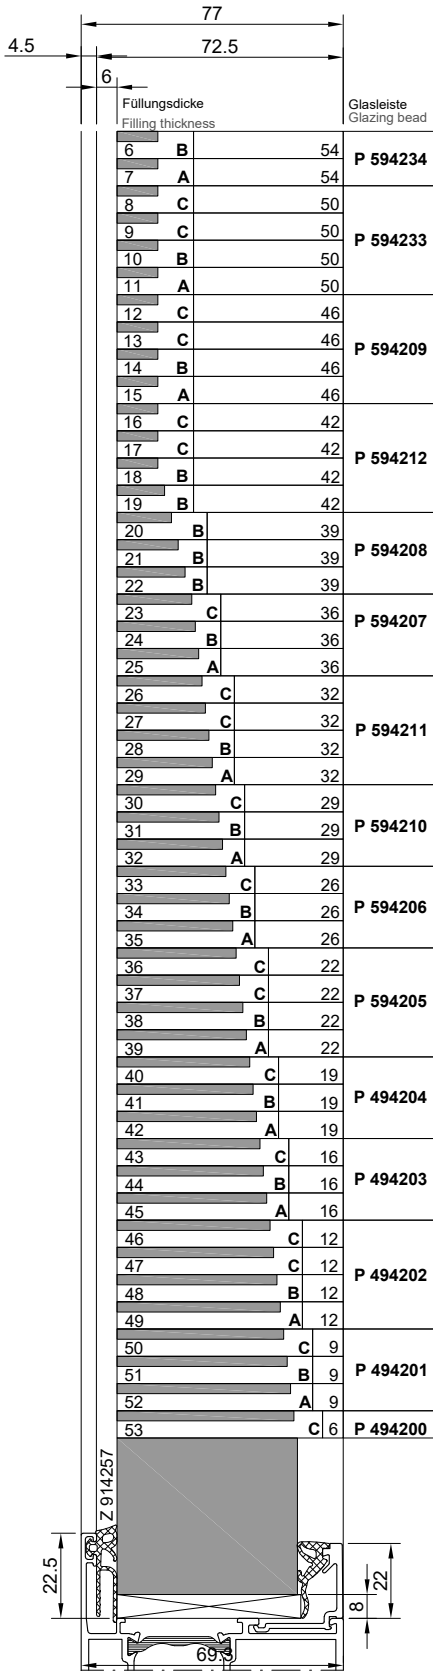 77
4.5 72.5
6
Füllungsdicke Glasleiste
Filling thickness Glazing bead
6 B 54 P 594234
7 A 54
8 C 50 P 594233
9 C 50
10 B 50
11 A 50
12 C 46 P 594209
13 C 46
14 B 46
15 A 46
16 C 42 P 594212
17 C 42
18 B 42
19 B 42
20 B 39 P 594208
21 B 39
22 B 39
23 C 36 P 594207
24 B 36
25 A 36
26 C 32 P 594211
27 C 32
28 B 32
29 A 32
30 C 29 P 594210
31 B 29
32 A 29
33 C 26 P 594206
34 B 26
35 A 26
36 C 22 P 594205
37 C 22
38 B 22
39 A 22
40 C 19 P 494204
41 B 19
42 A 19
43 C 16 P 494203
44 B 16
45 A 16
46 C 12 P 494202
47 C 12
48 B 12
49 A 12
50 C 9 P 494201
51 B 9
52 A 9
53 C 6 P 494200
Z 914257
22.5
22
8
69.3